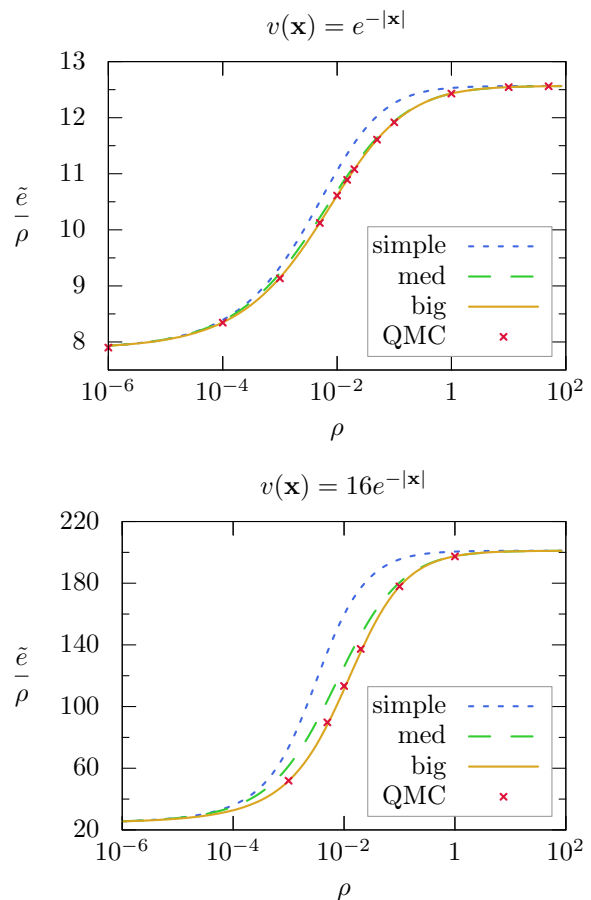 v(x) = e^{-|x|}
13
12
11
10
9
8
ẽ/ρ
simple
med
big
QMC
10^{-6} 10^{-4} 10^{-2} 1 10^2
ρ
v(x) = 16e^{-|x|}
220
180
140
100
60
20
ẽ/ρ
simple
med
big
QMC
10^{-6} 10^{-4} 10^{-2} 1 10^2
ρ